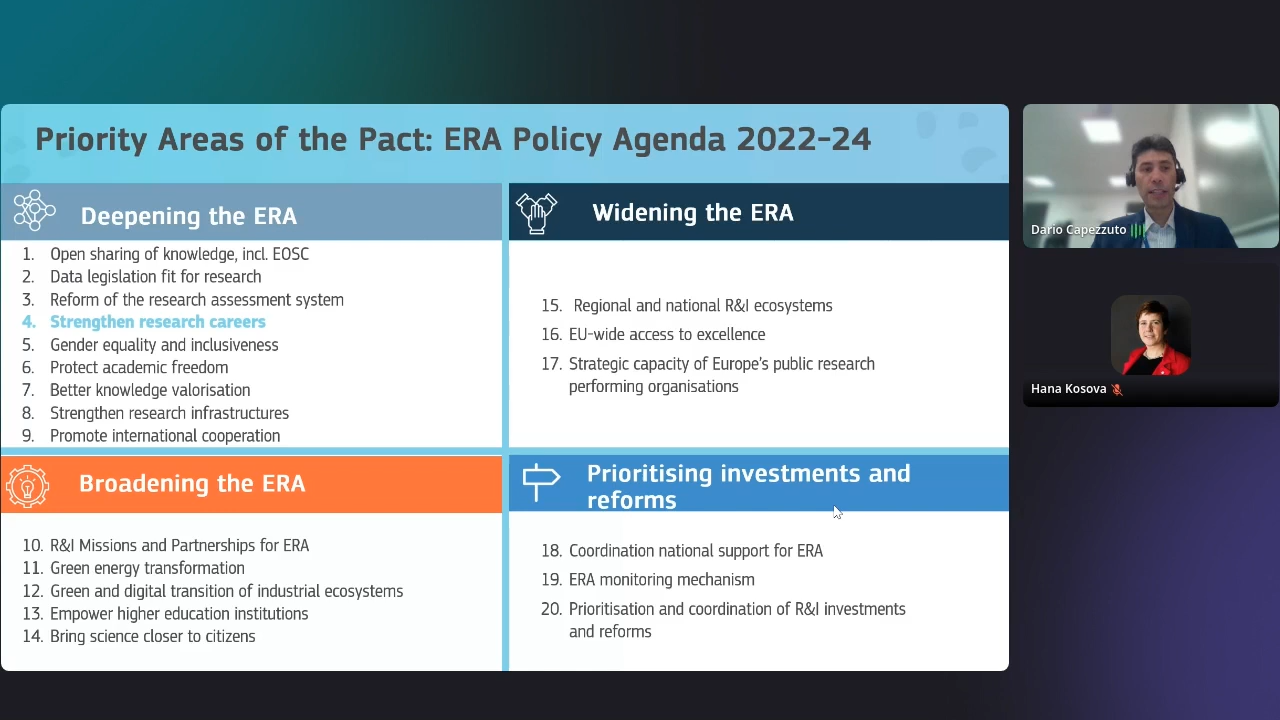 Priority Areas of the Pact: ERA Policy Agenda 2022-24
Deepening the ERA
1. Open sharing of knowledge, incl. EOSC
2. Data legislation fit for research
3. Reform of the research assessment system
4. Strengthen research careers
5. Gender equality and inclusiveness
6. Protect academic freedom
7. Better knowledge valorisation
8. Strengthen research infrastructures
9. Promote international cooperation
Widening the ERA
15. Regional and national R&I ecosystems
16. EU-wide access to excellence
17. Strategic capacity of Europe's public research
performing organisations
Broadening the ERA
10. R&I Missions and Partnerships for ERA
11. Green energy transformation
12. Green and digital transition of industrial ecosystems
13. Empower higher education institutions
14. Bring science closer to citizens
Prioritising investments and
reforms
18. Coordination national support for ERA
19. ERA monitoring mechanism
20. Prioritisation and coordination of R&I investments
and reforms
Dario Capezzuto
Hana Kosova